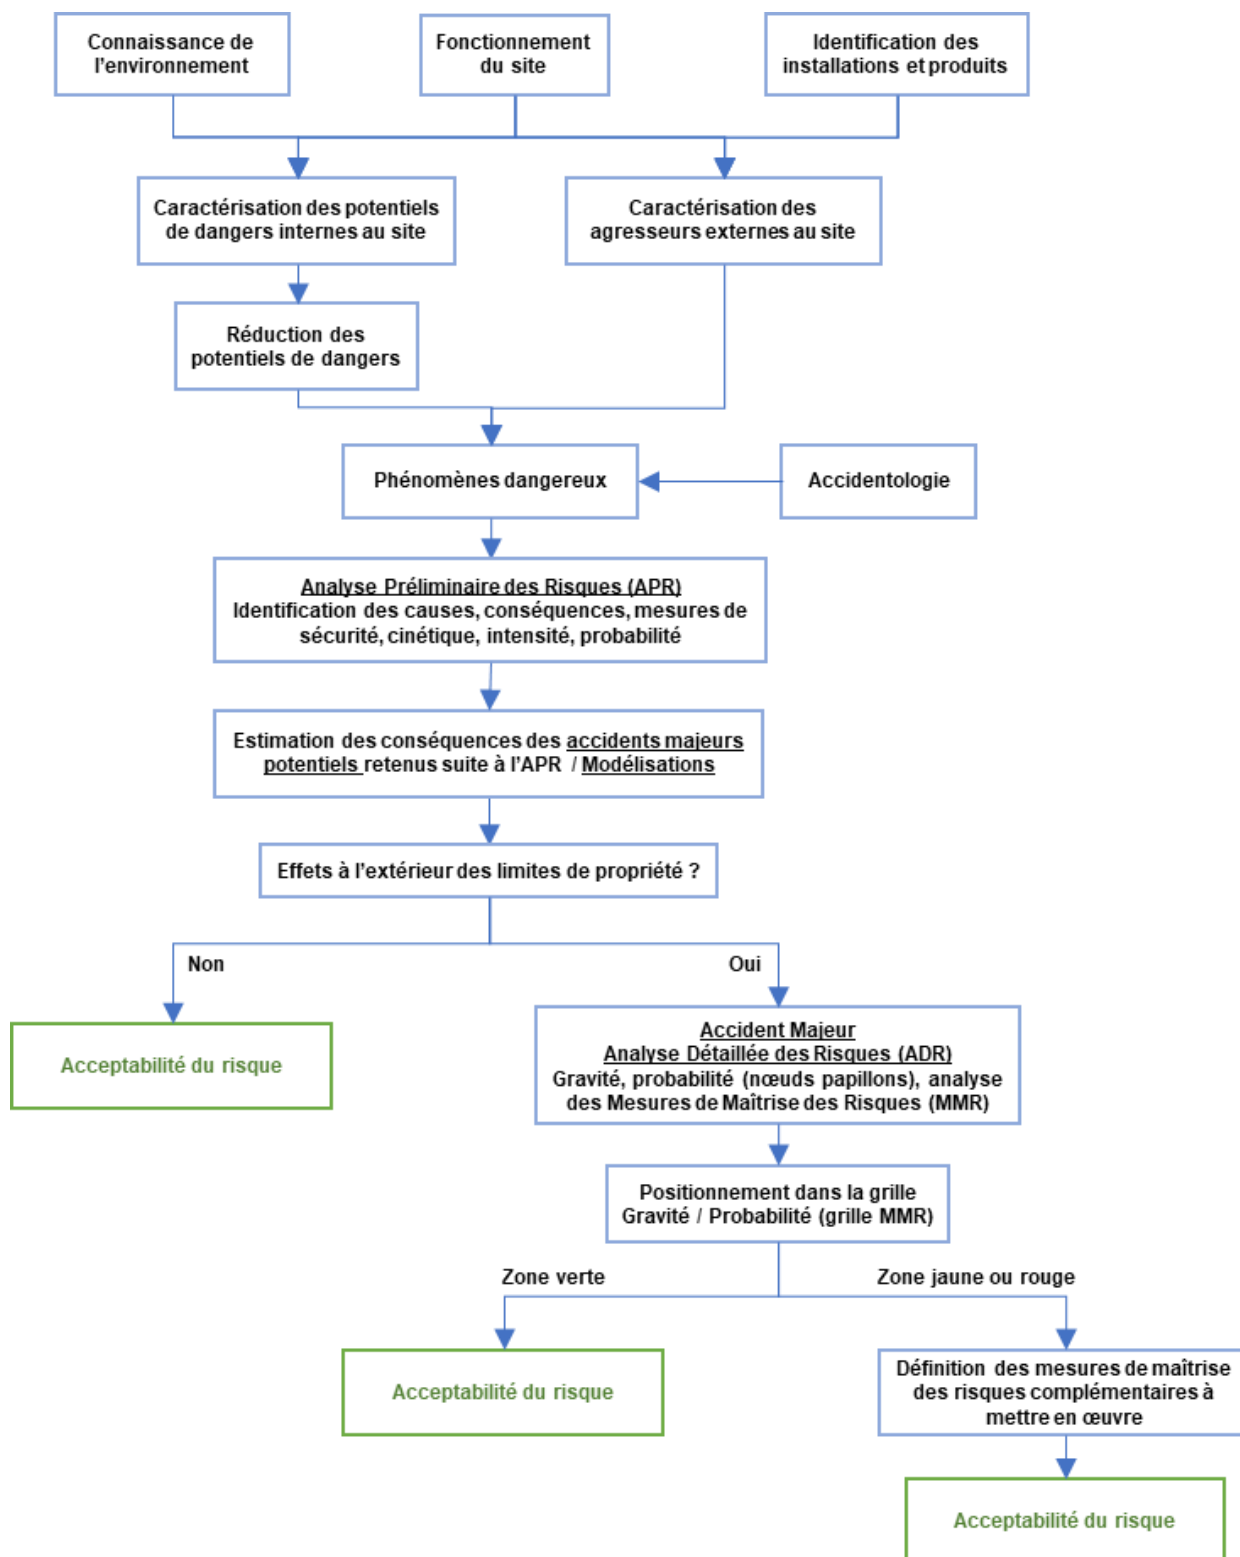 Connaissance de
l'environnement
Fonctionnement
du site
Identification des
installations et produits
Caractérisation des potentiels
de dangers internes au site
Caractérisation des
agresseurs externes au site
Réduction des
potentiels de dangers
Phénomènes dangereux
Accidentologie
Analyse Préliminaire des Risques (APR)
Identification des causes, conséquences, mesures de
sécurité, cinétique, intensité, probabilité
Estimation des conséquences des accidents majeurs
potentiels retenus suite à l'APR / Modélisations
Effets à l'extérieur des limites de propriété ?
Non
Oui
Acceptabilité du risque
Accident Majeur
Analyse Détaillée des Risques (ADR)
Gravité, probabilité (nœuds papillons), analyse
des Mesures de Maîtrise des Risques (MMR)
Positionnement dans la grille
Gravité / Probabilité (grille MMR)
Zone verte
Zone jaune ou rouge
Acceptabilité du risque
Définition des mesures de maîtrise
des risques complémentaires à
mettre en œuvre
Acceptabilité du risque